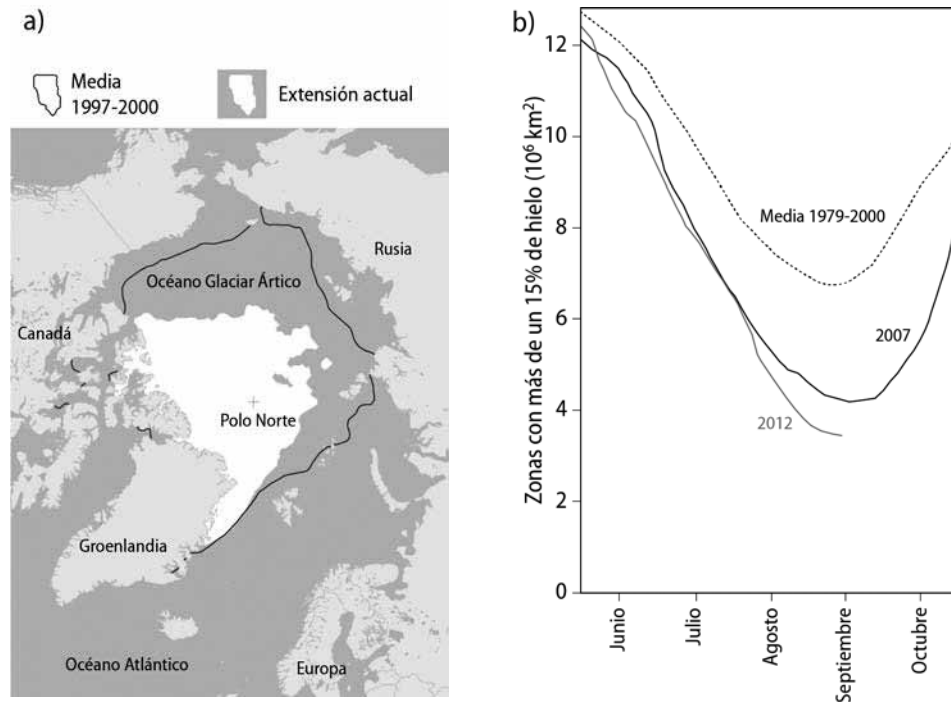 a)
Media
1997-2000
Extensión actual
Rusia
Océano Glaciar Ártico
Canadá
Polo Norte
Groenlandia
Océano Atlántico
Europa
b)
Zonas con más de un 15% de hielo (10⁶ km²)
12
10
8
6
4
2
0
Media 1979-2000
2007
2012
Junio
Julio
Agosto
Septiembre
Octubre